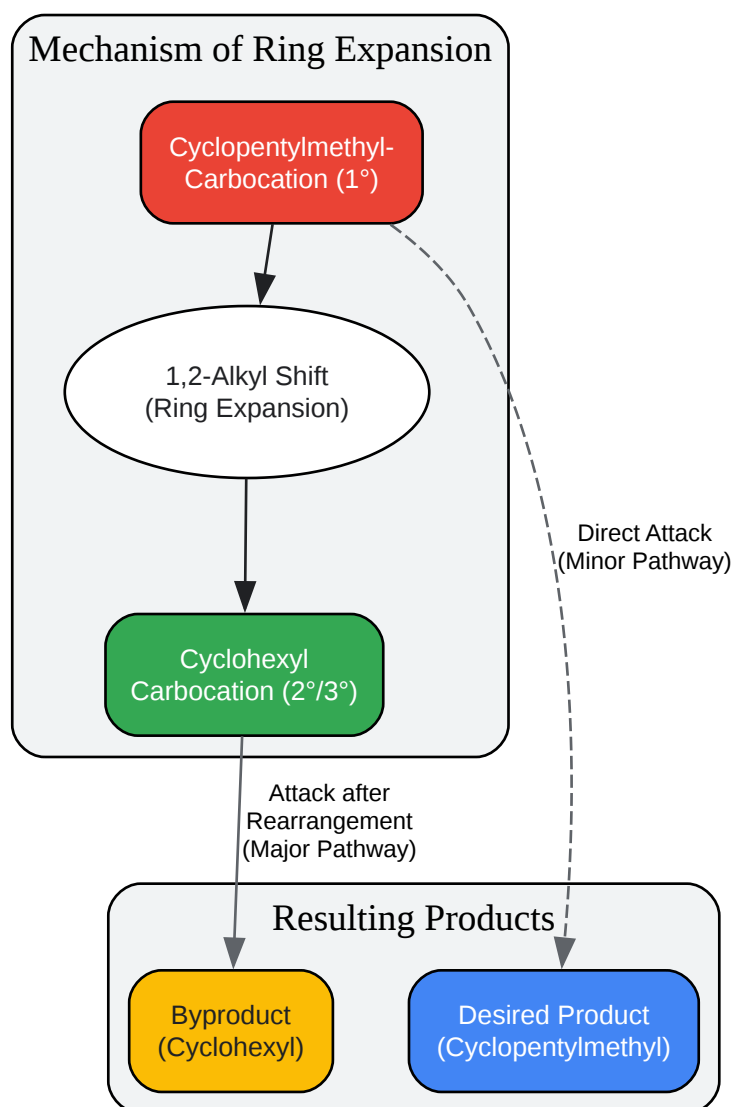 Mechanism of Ring Expansion
Cyclopentylmethyl-
Carbocation (1°)
1,2-Alkyl Shift
(Ring Expansion)
Direct Attack
(Minor Pathway)
Cyclohexyl
Carbocation (2°/3°)
Attack after
Rearrangement
(Major Pathway)
Resulting Products
Byproduct
(Cyclohexyl)
Desired Product
(Cyclopentylmethyl)